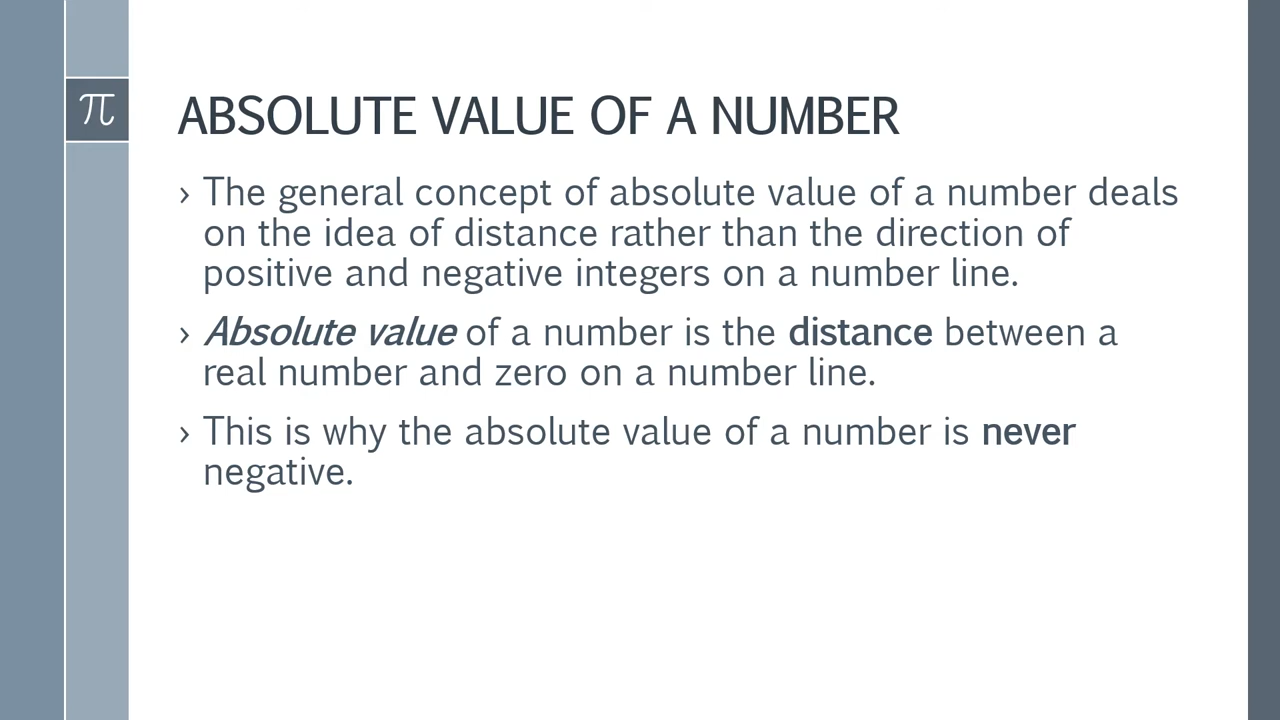 π
ABSOLUTE VALUE OF A NUMBER
› The general concept of absolute value of a number deals
on the idea of distance rather than the direction of
positive and negative integers on a number line.
› Absolute value of a number is the distance between a
real number and zero on a number line.
› This is why the absolute value of a number is never
negative.